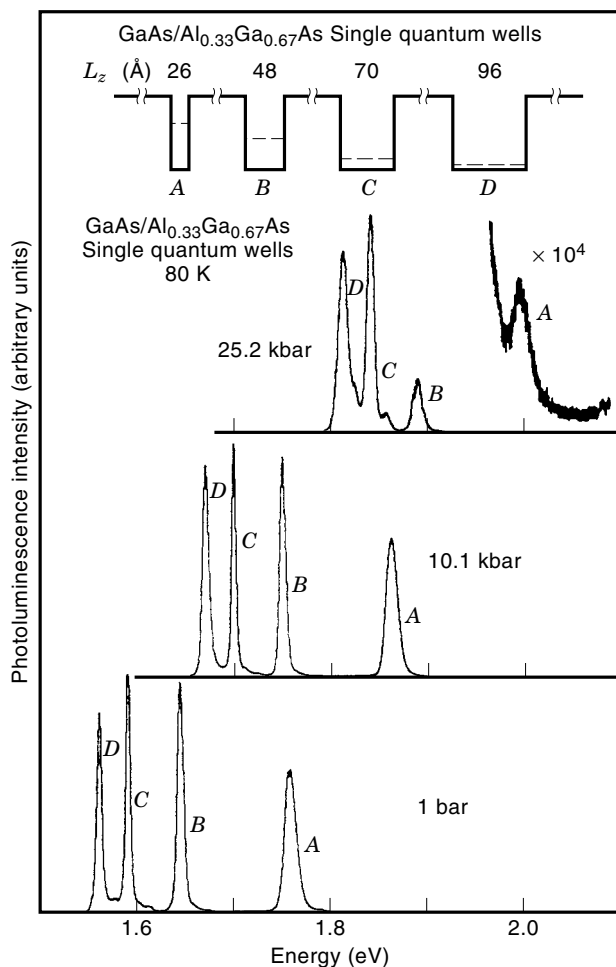 GaAs/Al0.33Ga0.67As Single quantum wells
Lz (Å) 26 48 70 96
A B C D
GaAs/Al0.33Ga0.67As
Single quantum wells
80 K
× 104
D
A
25.2 kbar
C
B
D
C
10.1 kbar
B
A
D
C
1 bar
B
A
1.6 1.8 2.0
Energy (eV)
Photoluminescence intensity (arbitrary units)